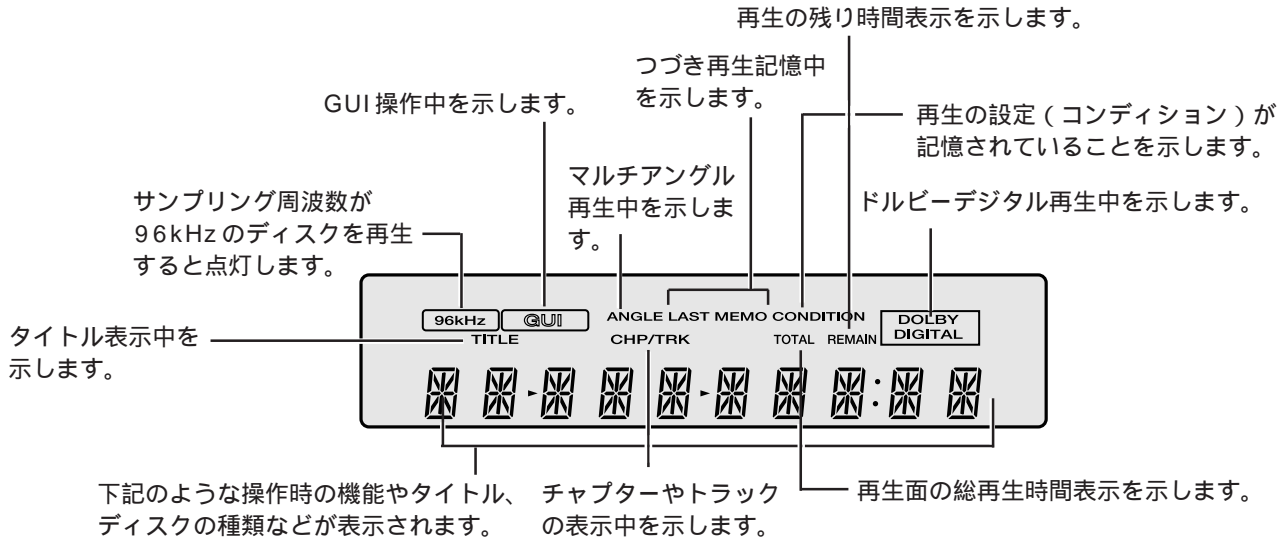 再生の残り時間表示を示します。
つづき再生記憶中
を示します。
GUI 操作中を示します。
再生の設定(コンディション)が
記憶されていることを示します。
マルチアングル
再生中を示しま
す。
ドルビーデジタル再生中を示します。
サンプリング周波数が
96kHz のディスクを再生
すると点灯します。
96kHz GUI ANGLE LAST MEMO CONDITION DOLBY
DIGITAL
TITLE CHP/TRK TOTAL REMAIN
タイトル表示中を
示します。
下記のような操作時の機能やタイトル、
ディスクの種類などが表示されます。
チャプターやトラック
の表示中を示します。
再生面の総再生時間表示を示します。